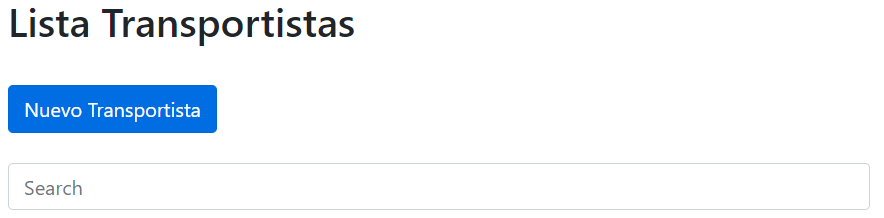 Lista Transportistas
Nuevo Transportista
Search